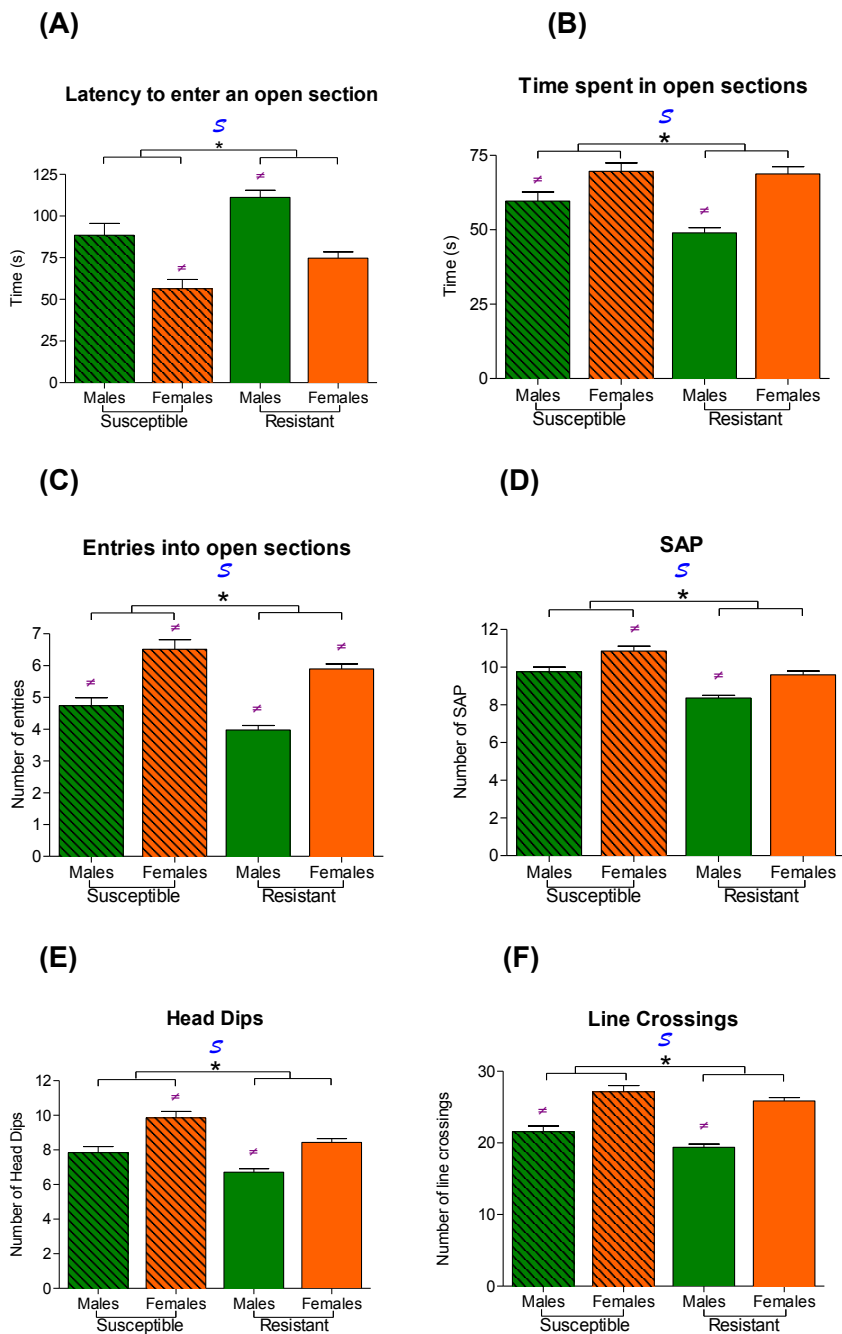 (A)
Latency to enter an open section
S
*
≠
≠
125
100
75
50
25
0
Time (s)
Males Females Males Females
Susceptible Resistant
(B)
Time spent in open sections
S
*
≠
≠
75
50
25
0
Time (s)
Males Females Males Females
Susceptible Resistant
(C)
Entries into open sections
S
*
≠
≠
≠
≠
7
6
5
4
3
2
1
0
Number of entries
Males Females Males Females
Susceptible Resistant
(D)
SAP
S
*
≠
≠
12
10
8
6
4
2
0
Number of SAP
Males Females Males Females
Susceptible Resistant
(E)
Head Dips
S
*
≠
≠
12
10
8
6
4
2
0
Number of Head Dips
Males Females Males Females
Susceptible Resistant
(F)
Line Crossings
S
*
≠
≠
30
20
10
0
Number of line crossings
Males Females Males Females
Susceptible Resistant